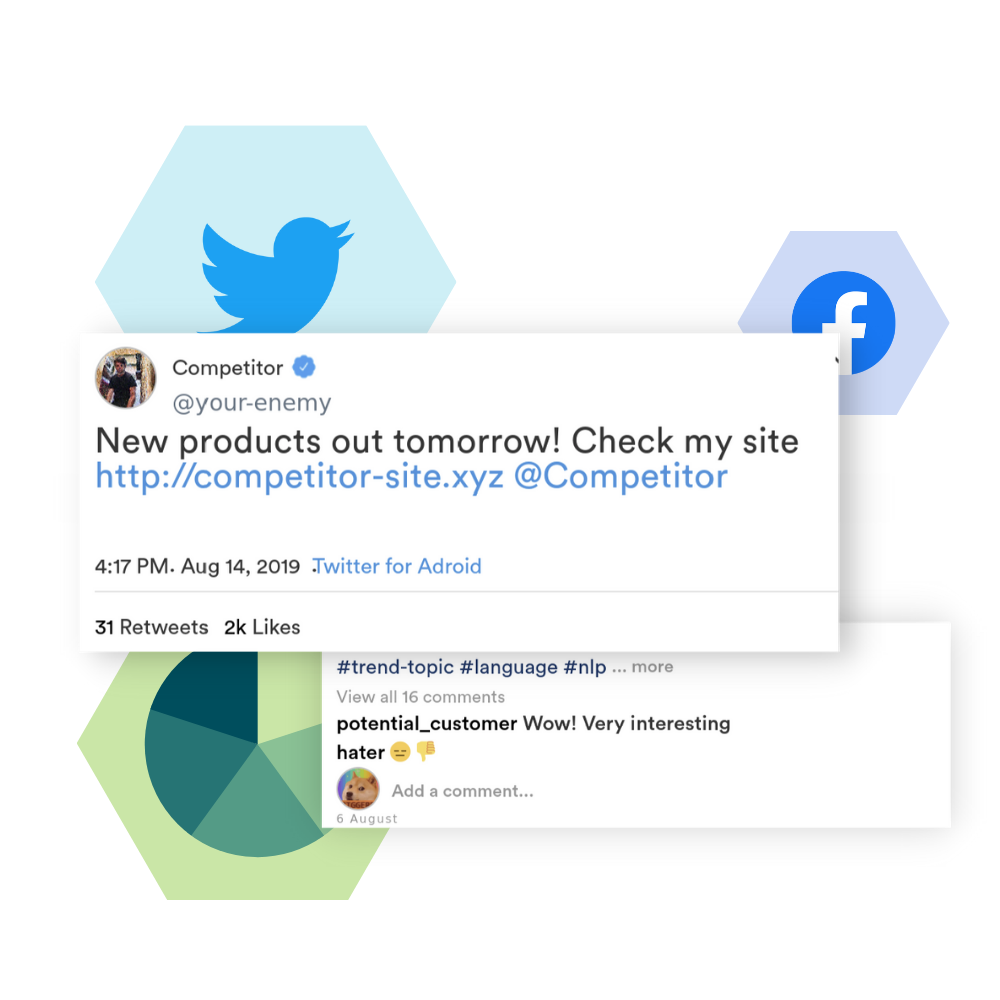 Competitor
@your-enemy
New products out tomorrow! Check my site
http://competitor-site.xyz @Competitor
4:17 PM. Aug 14, 2019 Twitter for Adroid
31 Retweets 2k Likes
#trend-topic #language #nlp ... more
View all 16 comments
potential_customer Wow! Very interesting
hater 😑 👎
Add a comment...
6 August